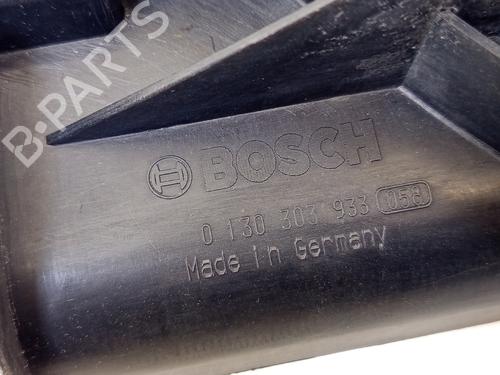 B-PARTS
BOSCH
0 130 303 933 058
Made in Germany